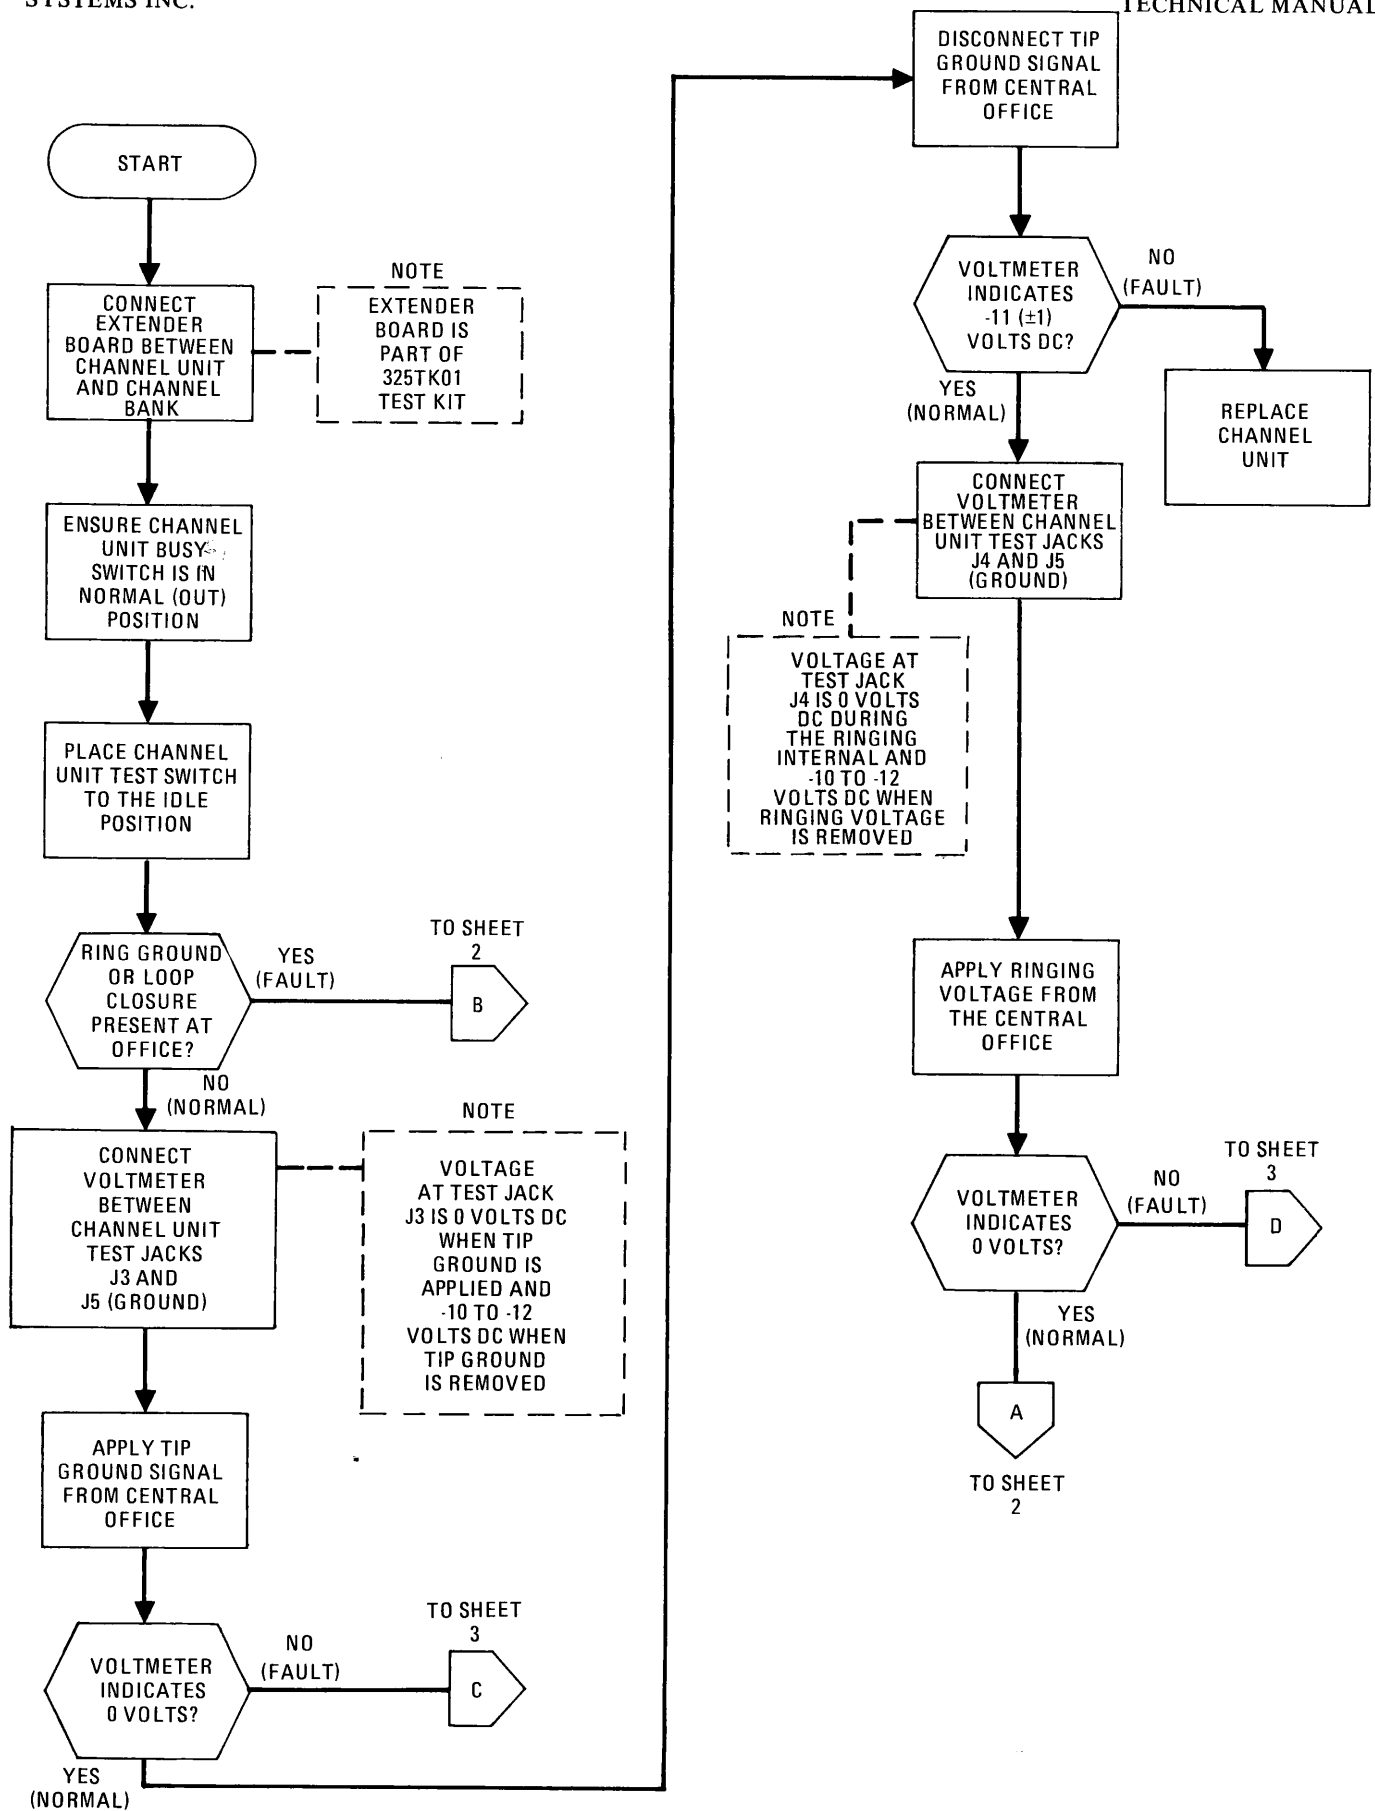 SYSTEMS INC.
TECHNICAL MANUAL
START
CONNECT
EXTENDER
BOARD BETWEEN
CHANNEL UNIT
AND CHANNEL
BANK
NOTE
EXTENDER
BOARD IS
PART OF
325TK01
TEST KIT
ENSURE CHANNEL
UNIT BUSY
SWITCH IS IN
NORMAL (OUT)
POSITION
PLACE CHANNEL
UNIT TEST SWITCH
TO THE IDLE
POSITION
RING GROUND
OR LOOP
CLOSURE
PRESENT AT
OFFICE?
YES
(FAULT)
TO SHEET
2
B
NO
(NORMAL)
CONNECT
VOLTMETER
BETWEEN
CHANNEL UNIT
TEST JACKS
J3 AND
J5 (GROUND)
NOTE
VOLTAGE
AT TEST JACK
J3 IS 0 VOLTS DC
WHEN TIP
GROUND IS
APPLIED AND
-10 TO -12
VOLTS DC WHEN
TIP GROUND
IS REMOVED
APPLY TIP
GROUND SIGNAL
FROM CENTRAL
OFFICE
VOLTMETER
INDICATES
0 VOLTS?
NO
(FAULT)
TO SHEET
3
C
YES
(NORMAL)
DISCONNECT TIP
GROUND SIGNAL
FROM CENTRAL
OFFICE
VOLTMETER
INDICATES
-11 (±1)
VOLTS DC?
NO
(FAULT)
REPLACE
CHANNEL
UNIT
YES
(NORMAL)
CONNECT
VOLTMETER
BETWEEN CHANNEL
UNIT TEST JACKS
J4 AND J5
(GROUND)
NOTE
VOLTAGE AT
TEST JACK
J4 IS 0 VOLTS
DC DURING
THE RINGING
INTERNAL AND
-10 TO -12
VOLTS DC WHEN
RINGING VOLTAGE
IS REMOVED
APPLY RINGING
VOLTAGE FROM
THE CENTRAL
OFFICE
VOLTMETER
INDICATES
0 VOLTS?
NO
(FAULT)
TO SHEET
3
D
YES
(NORMAL)
A
TO SHEET
2